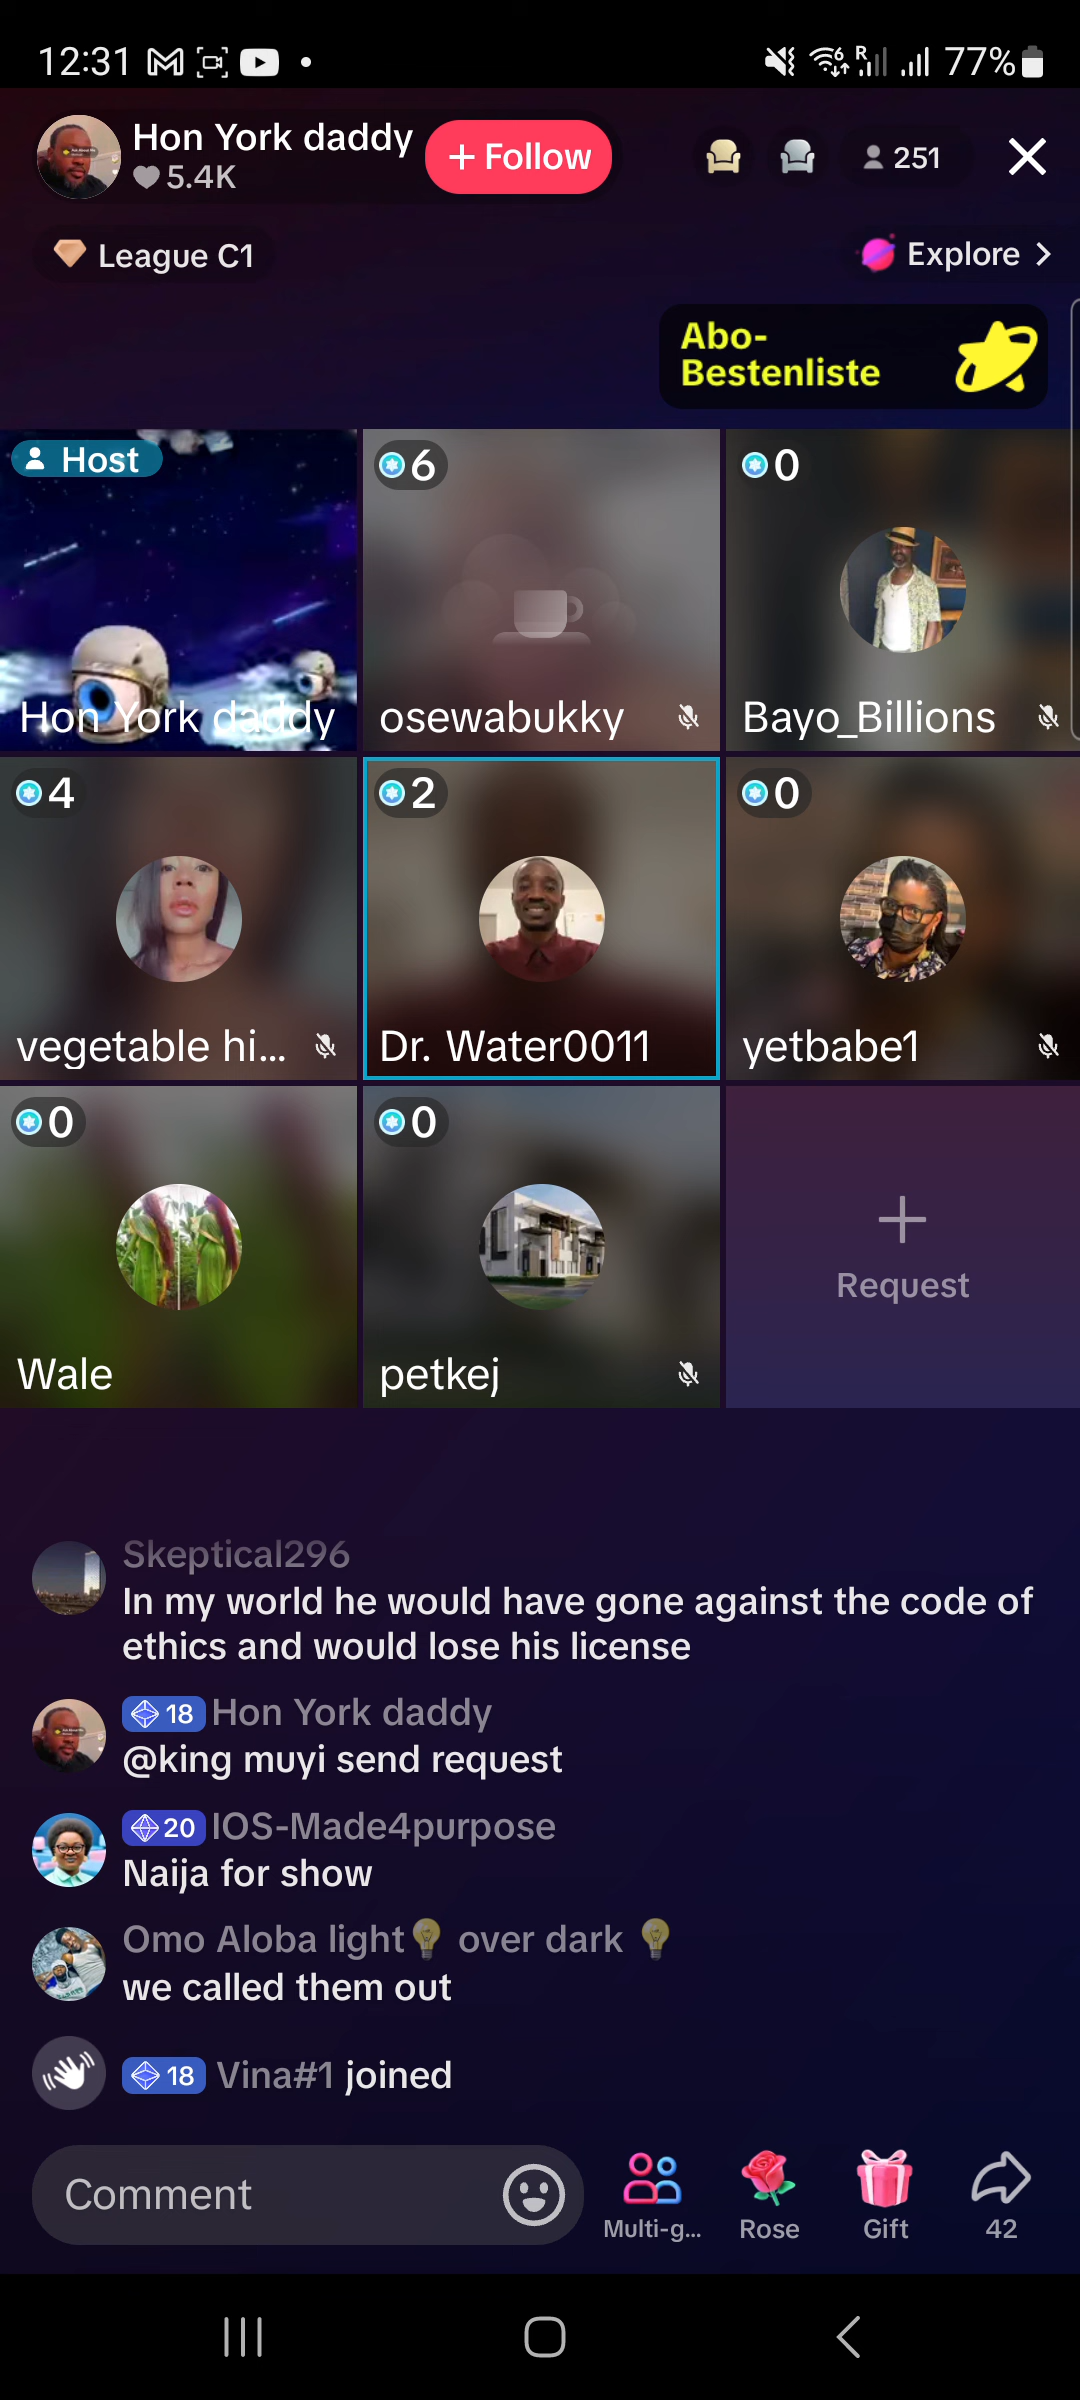 12:31
77%
Hon York daddy
5.4K
+ Follow
251
League C1
Explore >
Abo-
Bestenliste
Host
6
0
Hon York daddy
osewabukky
Bayo_Billions
4
2
0
vegetable hi...
Dr. Water0011
yetbabe1
0
0
Request
Wale
petkej
Skeptical296
In my world he would have gone against the code of
ethics and would lose his license
18 Hon York daddy
@king muyi send request
20 IOS-Made4purpose
Naija for show
Omo Aloba light💡 over dark 💡
we called them out
18 Vina#1 joined
Comment
Multi-g...
Rose
Gift
42